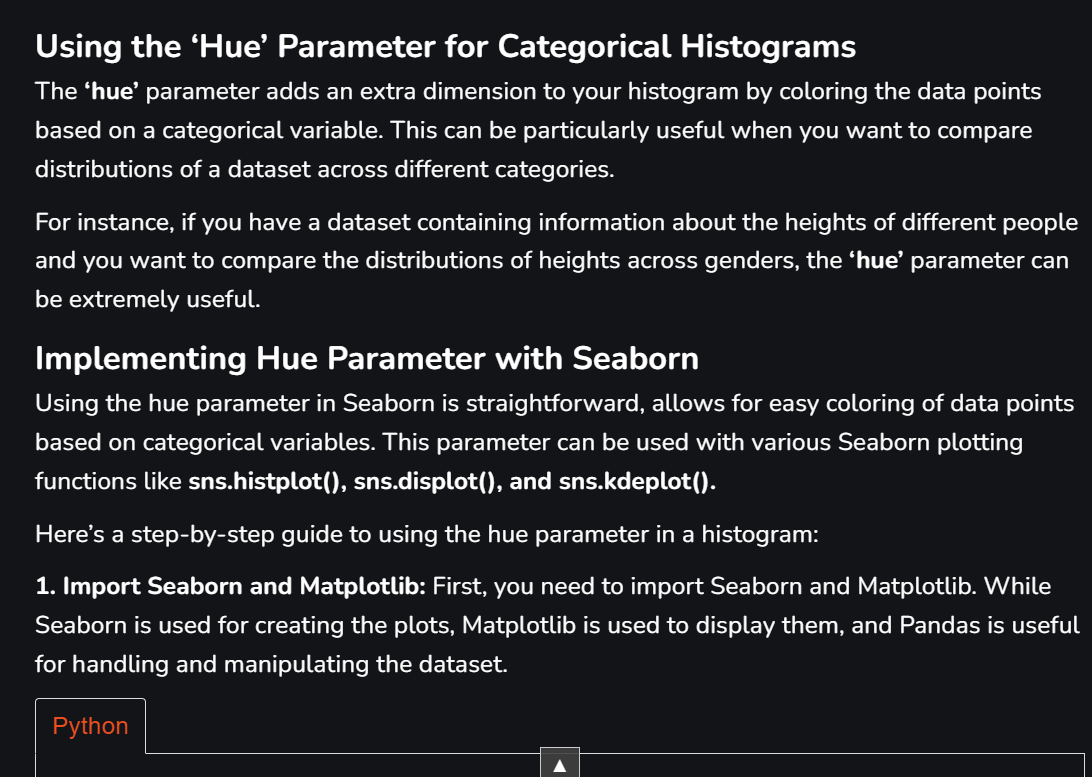 Using the ‘Hue’ Parameter for Categorical Histograms
The ‘hue’ parameter adds an extra dimension to your histogram by coloring the data points
based on a categorical variable. This can be particularly useful when you want to compare
distributions of a dataset across different categories.
For instance, if you have a dataset containing information about the heights of different people
and you want to compare the distributions of heights across genders, the ‘hue’ parameter can
be extremely useful.
Implementing Hue Parameter with Seaborn
Using the hue parameter in Seaborn is straightforward, allows for easy coloring of data points
based on categorical variables. This parameter can be used with various Seaborn plotting
functions like sns.histplot(), sns.displot(), and sns.kdeplot().
Here’s a step-by-step guide to using the hue parameter in a histogram:
1. Import Seaborn and Matplotlib: First, you need to import Seaborn and Matplotlib. While
Seaborn is used for creating the plots, Matplotlib is used to display them, and Pandas is useful
for handling and manipulating the dataset.
Python